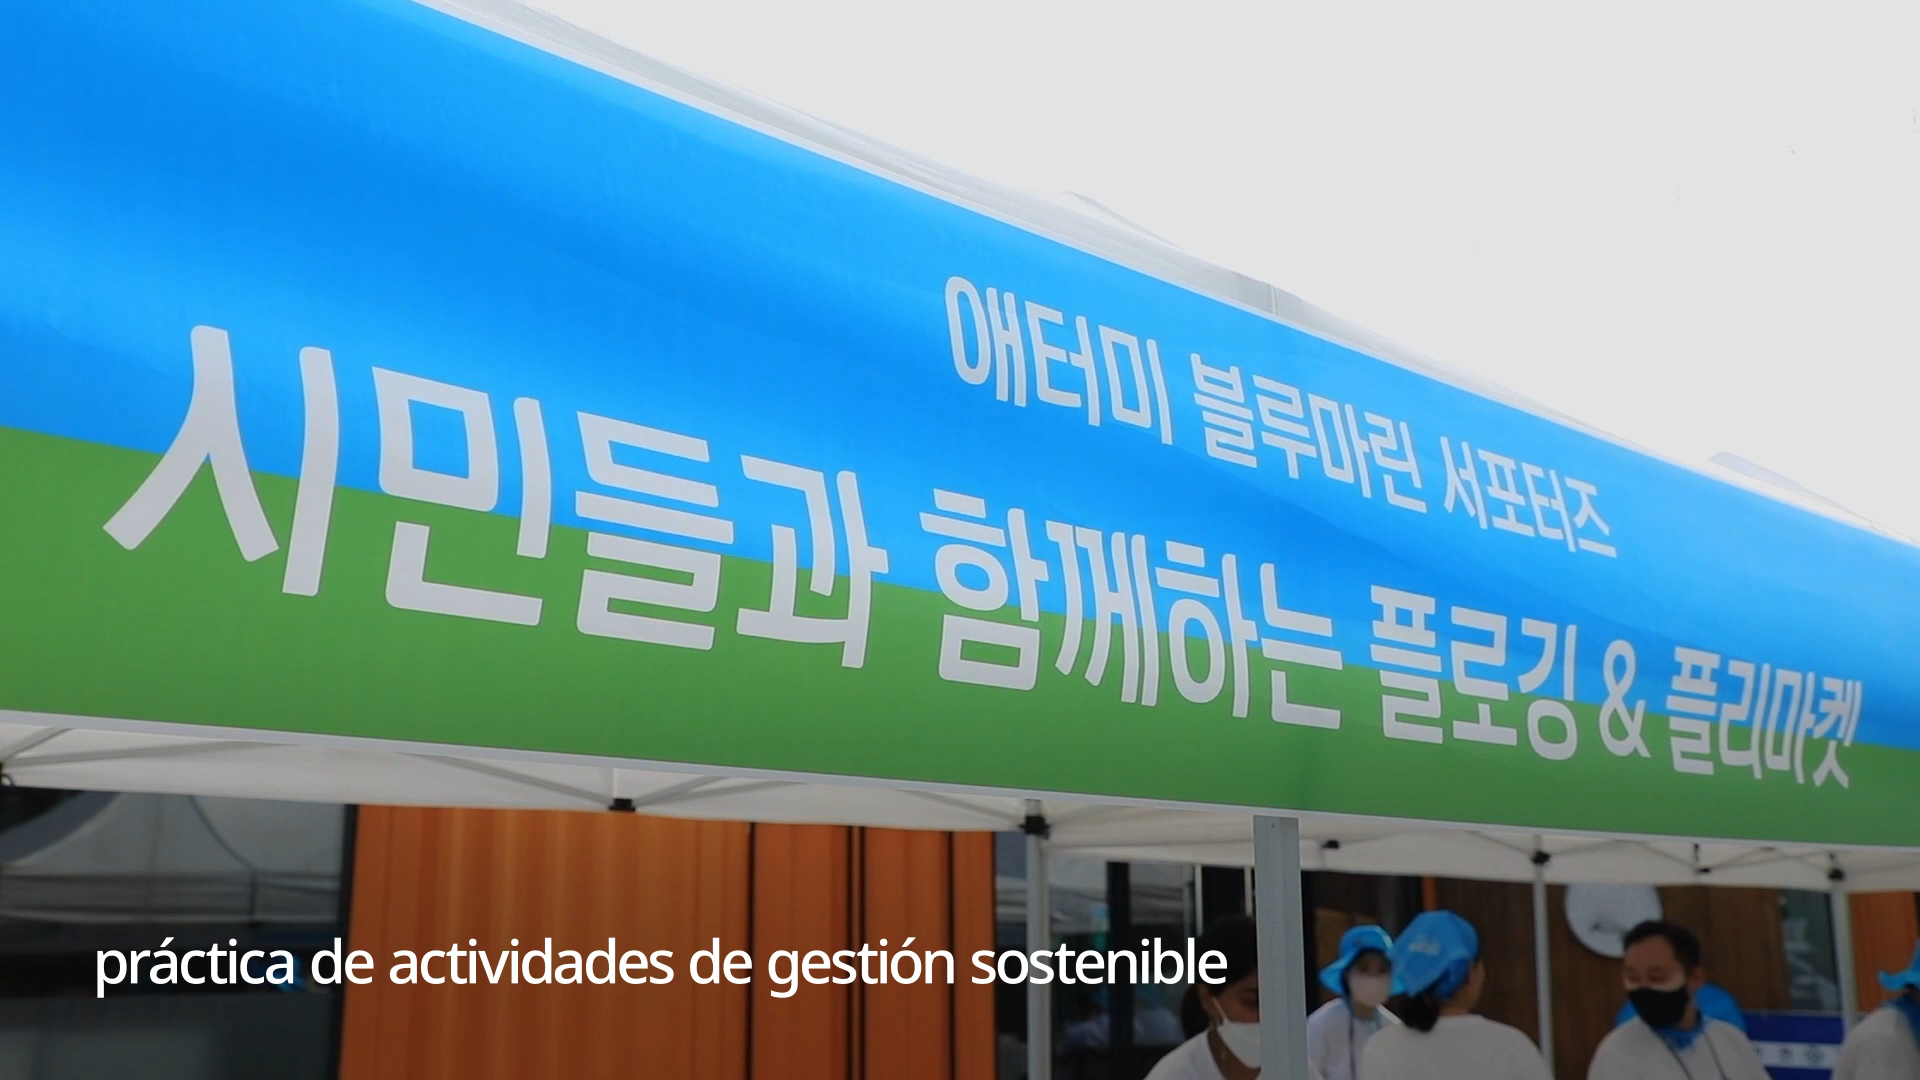 애터미 블루마린 서포터즈
시민들과 함께하는 플로깅 & 플리마켓
práctica de actividades de gestión sostenible